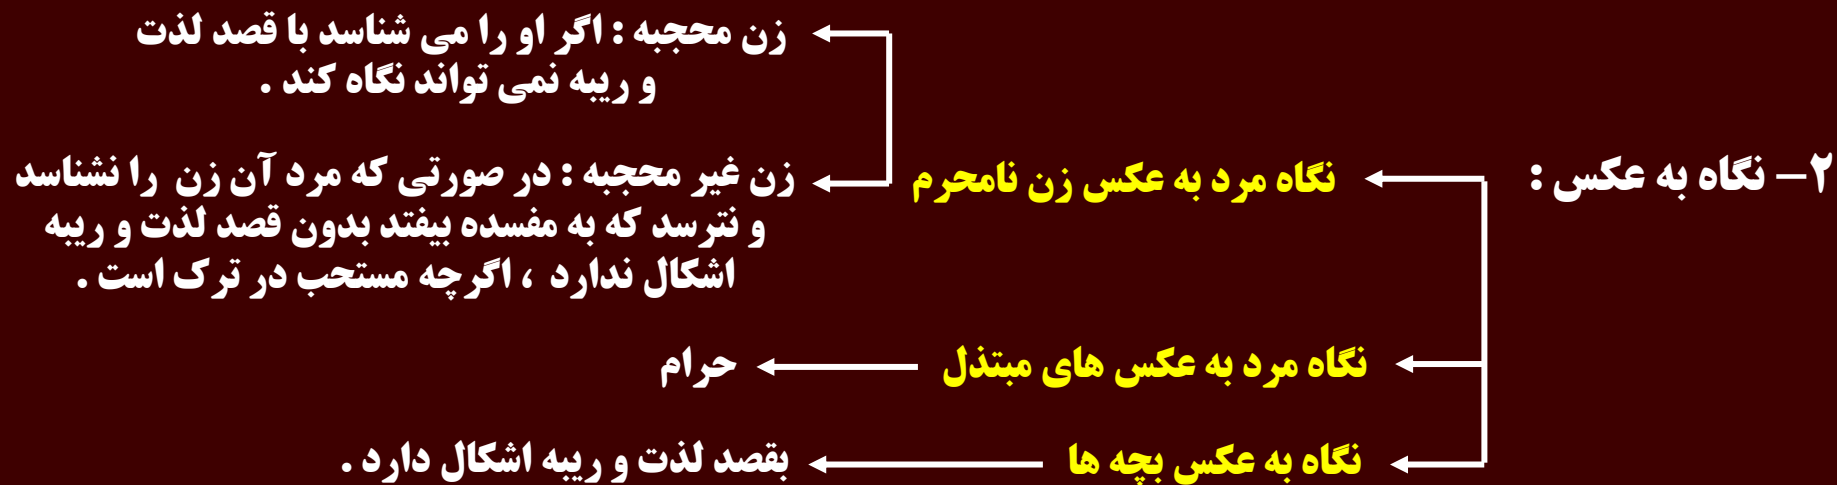 ۲- نگاه به عکس :
نگاه مرد به عکس زن نامحرم
زن محجبه : اگر او را می شناسد با قصد لذت
و ریبه نمی تواند نگاه کند .
زن غیر محجبه : در صورتی که مرد آن زن را نشناسد
و نترسد که به مفسده بیفتد بدون قصد لذت و ریبه
اشکال ندارد ، اگرچه مستحب در ترک است .
نگاه مرد به عکس های مبتذل
حرام
نگاه به عکس بچه ها
بقصد لذت و ریبه اشکال دارد .